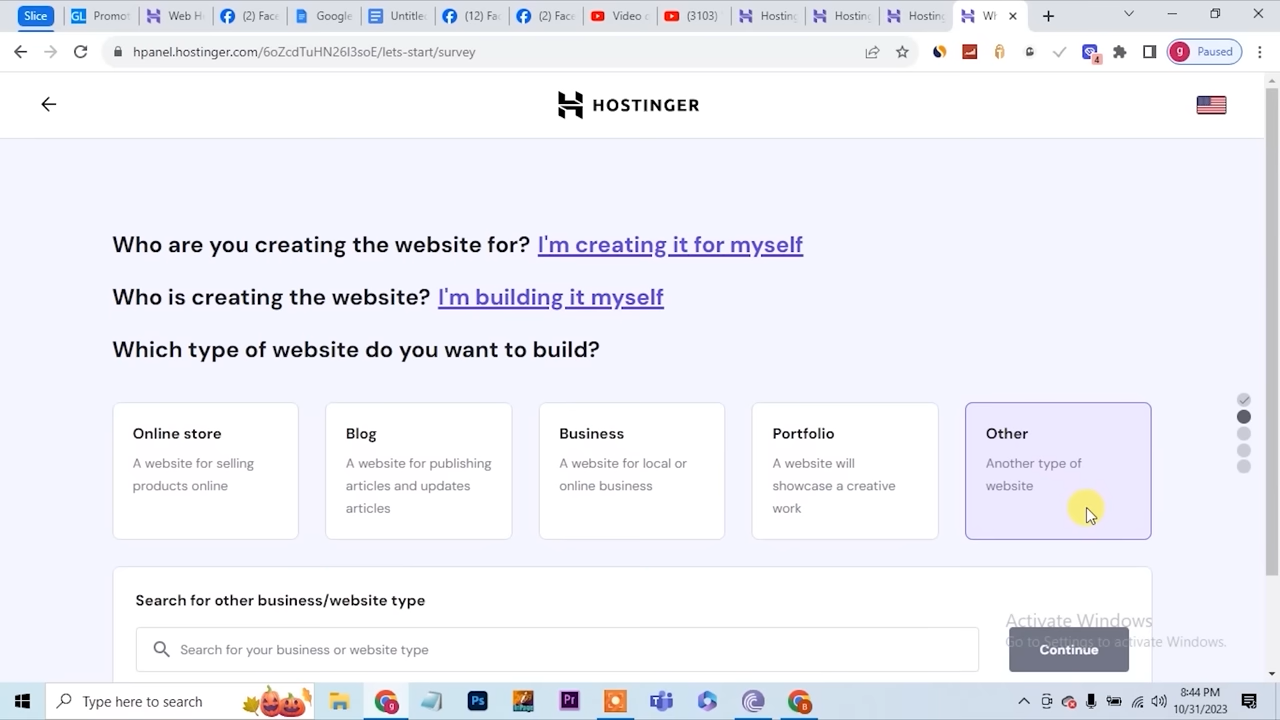 Slice
GL Promot
Web H
(2) Face
Google
Untitle
(12) Fa
(2) Face
Video
(3103)
Hosting
Hosting
Hosting
Wh
hpanel.hostinger.com/6oZcdTuHN26I3soE/lets-start/survey
4
g Paused
HOSTINGER
Who are you creating the website for? I'm creating it for myself
Who is creating the website? I'm building it myself
Which type of website do you want to build?
Online store
A website for selling
products online
Blog
A website for publishing
articles and updates
articles
Business
A website for local or
online business
Portfolio
A website will
showcase a creative
work
Other
Another type of
website
Search for other business/website type
Search for your business or website type
Continue
Activate Windows
Go to Settings to activate Windows.
Type here to search
Ps
Pr
8:44 PM
10/31/2023